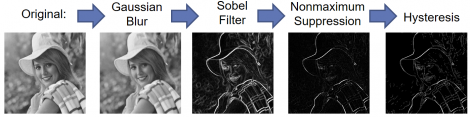 Original:
Gaussian
Blur
Sobel
Filter
Nonmaximum
Suppression
Hysteresis